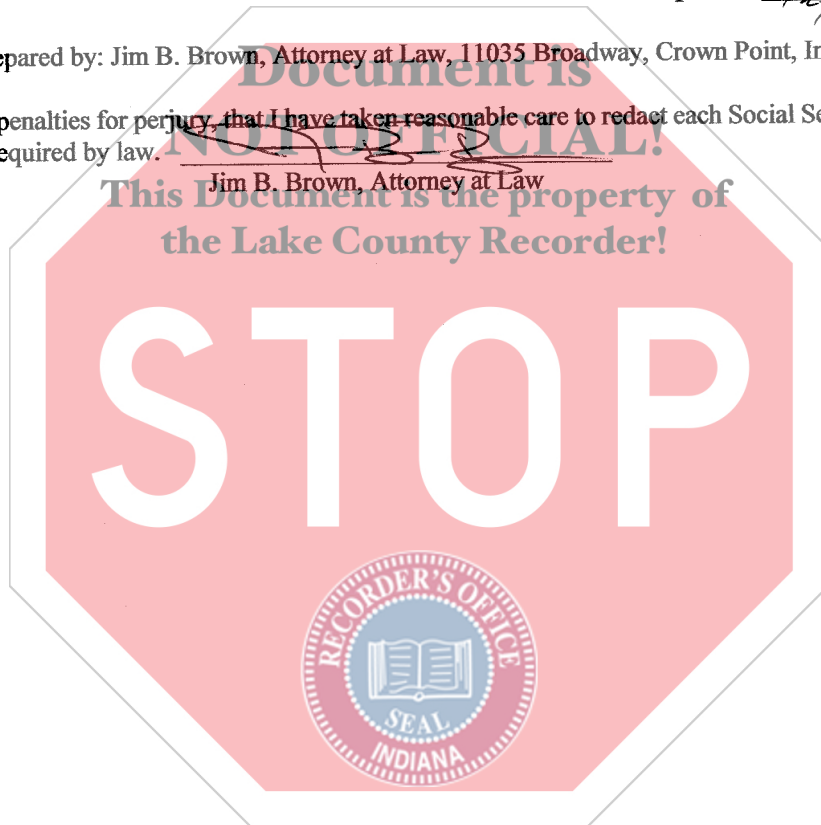 epared by: Jim B. Brown, Attorney at Law, 11035 Broadway, Crown Point, In
Document is
penalties for perjury, that I have taken reasonable care to redact each Social Se
NOT OFFICIAL!
equired by law.
Jim B. Brown, Attorney at Law
This Document is the property of
the Lake County Recorder!
STOP
RECORDER'S OFFICE
SEAL
INDIANA